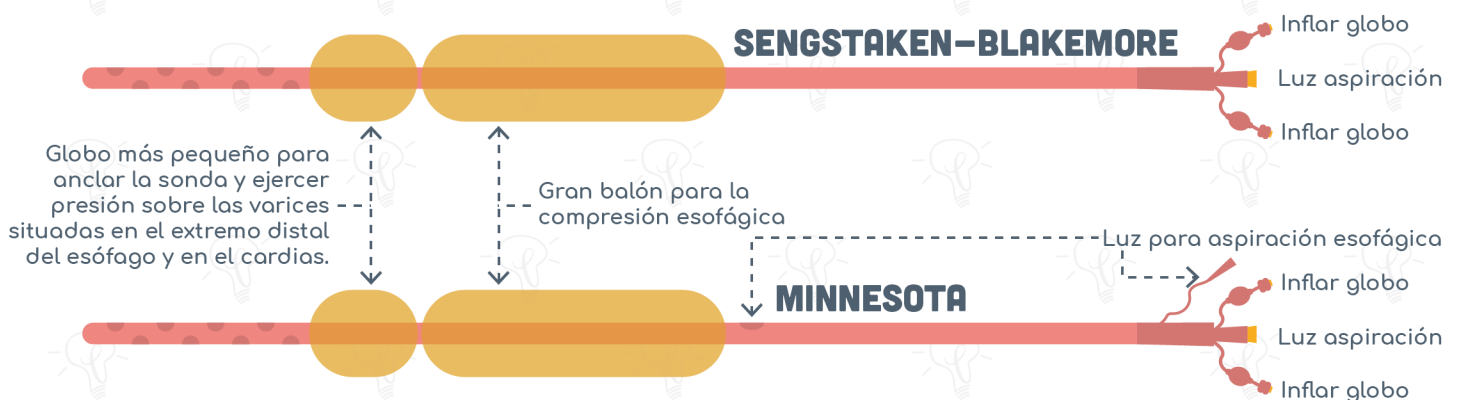 SENGSTAKEN-BLAKEMORE
Inflar globo
Luz aspiración
Inflar globo
Globo más pequeño para
anclar la sonda y ejercer
presión sobre las varices
situadas en el extremo distal
del esófago y en el cardias.
Gran balón para la
compresión esofágica
Luz para aspiración esofágica
MINNESOTA
Inflar globo
Luz aspiración
Inflar globo